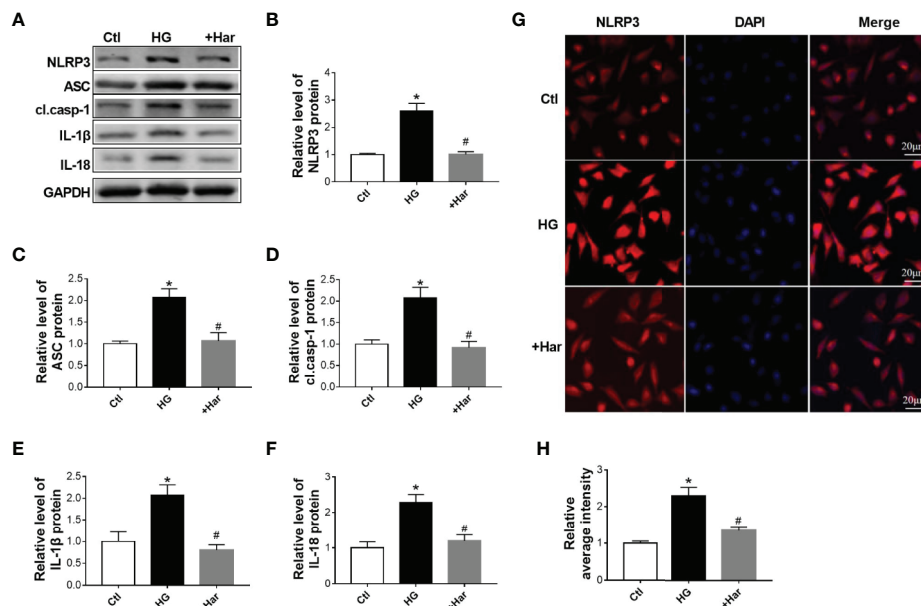 A
Ctl HG +Har
NLRP3
ASC
cl.casp-1
IL-1β
IL-18
GAPDH
B
Relative level of
NLRP3 protein
3
2
1
0
*
#
Ctl
HG
+Har
G
NLRP3 DAPI Merge
Ctl
20μm
HG
20μm
+Har
20μm
C
Relative level of
ASC protein
2.5
2.0
1.5
1.0
0.5
0.0
*
#
Ctl
HG
+Har
D
Relative level of
cl.casp-1 protein
2.5
2.0
1.5
1.0
0.5
0.0
*
#
Ctl
HG
+Har
E
Relative level of
IL-1β protein
2.5
2.0
1.5
1.0
0.5
0.0
*
#
Ctl
HG
+Har
F
Relative level of
IL-18 protein
3
2
1
0
*
#
Ctl
HG
+Har
H
Relative
average intensity
3
2
1
0
*
#
Ctl
HG
+Har